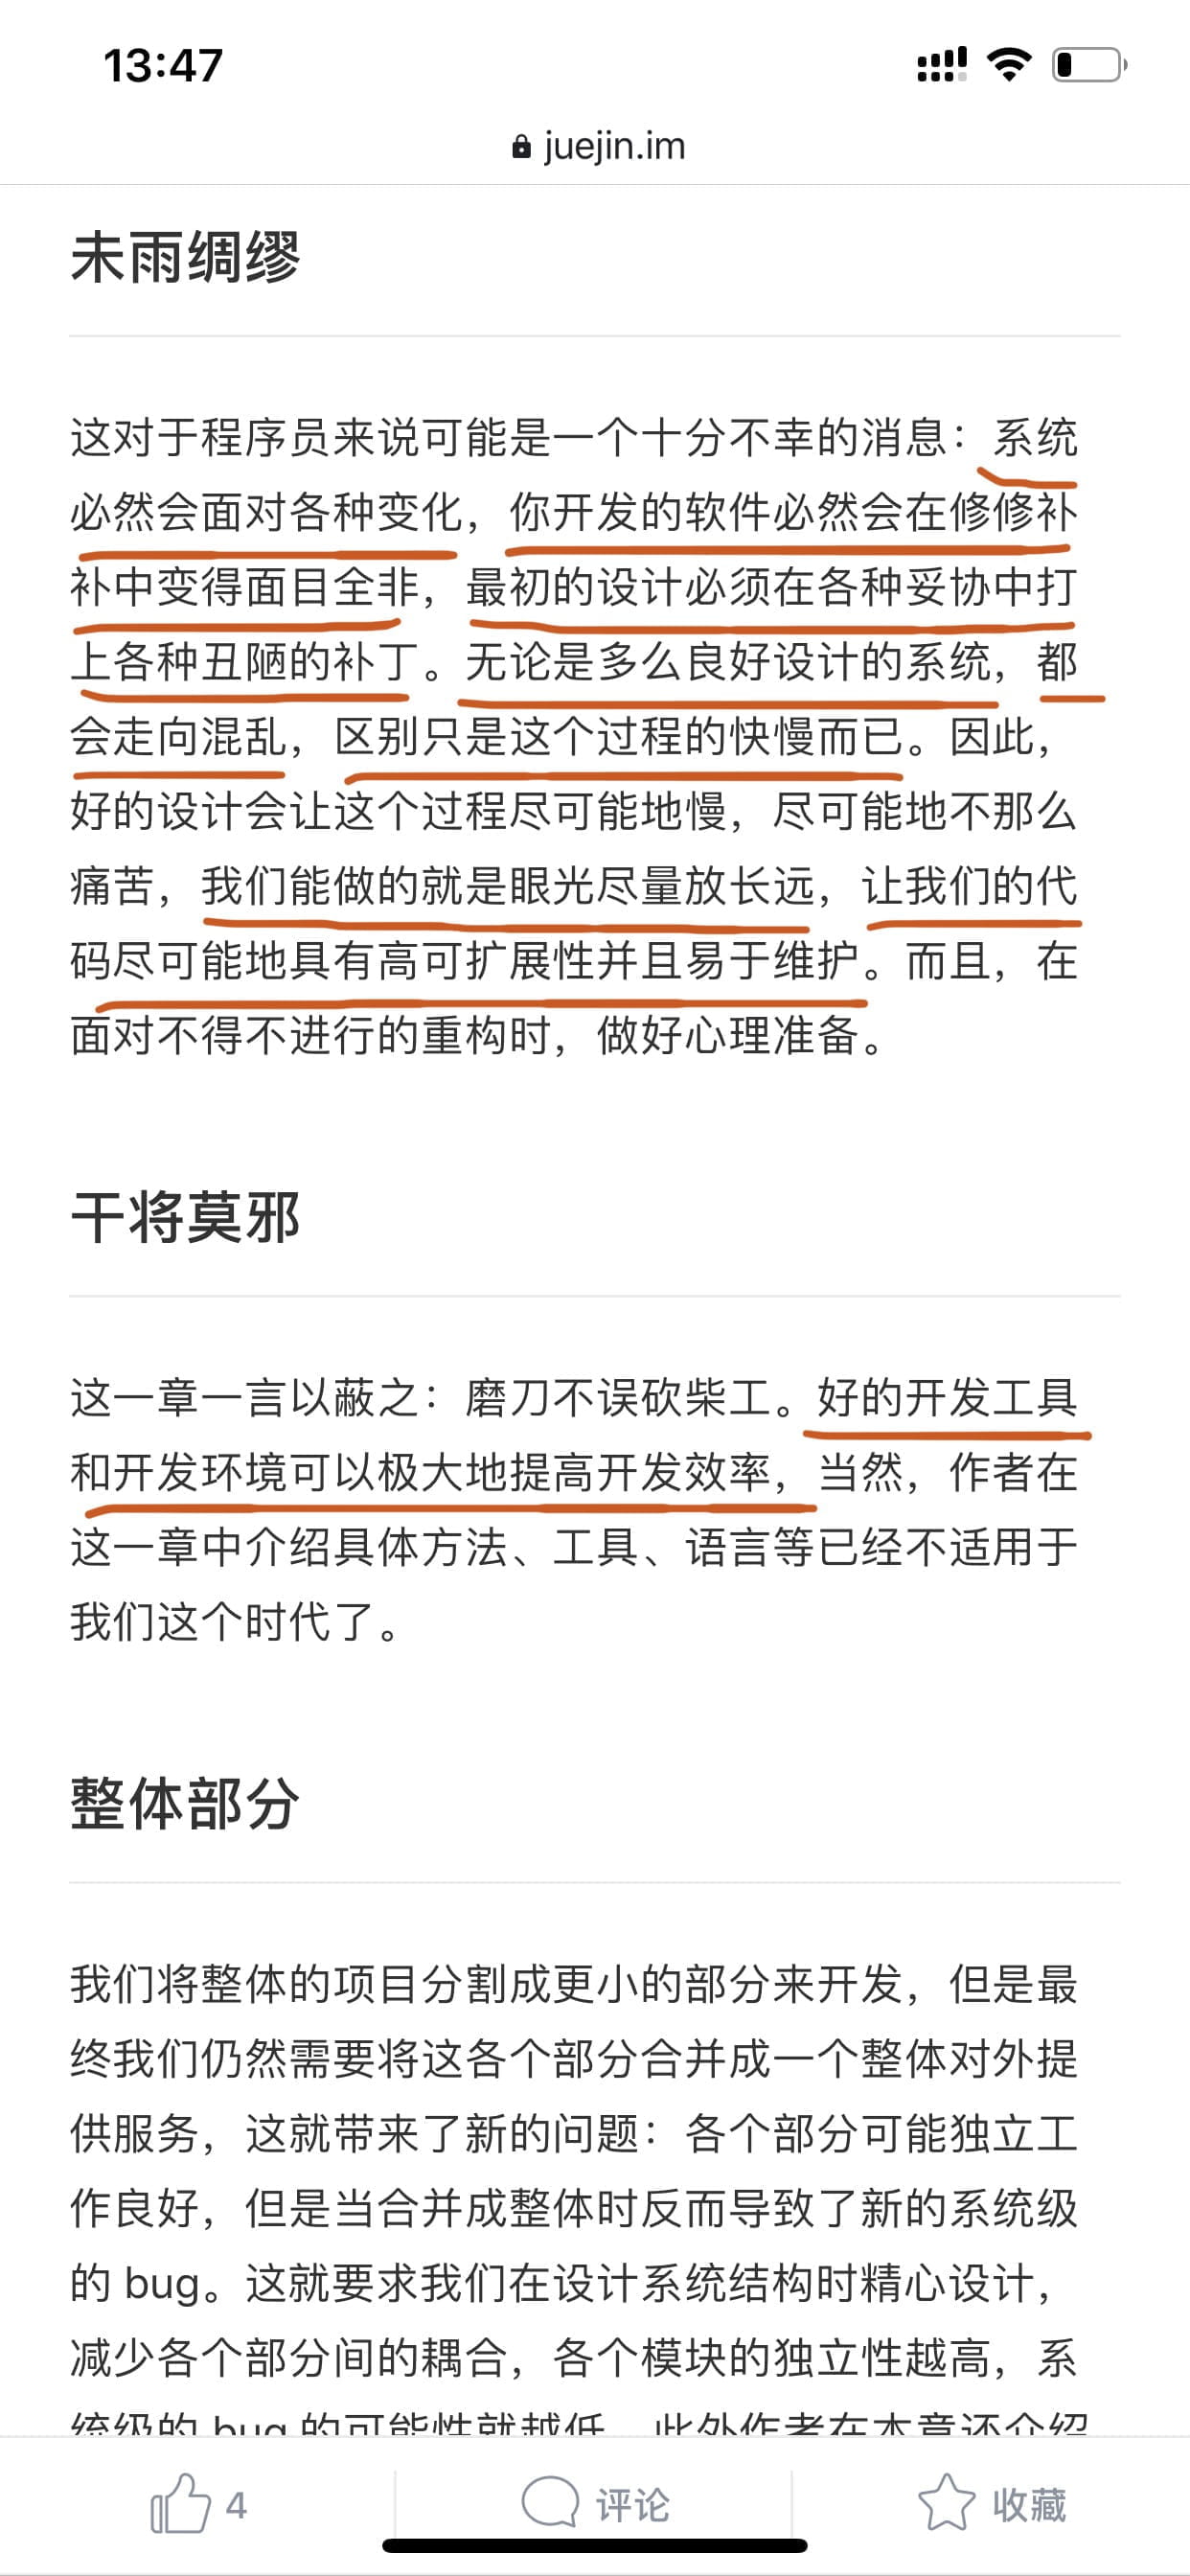 13:47
juejin.im
未雨绸缪
这对于程序员来说可能是一个十分不幸的消息：系统
必然会面对各种变化，你开发的软件必然会在修修补
补中变得面目全非，最初的设计必须在各种妥协中打
上各种丑陋的补丁。无论是多么良好设计的系统，都
会走向混乱，区别只是这个过程的快慢而已。因此，
好的设计会让这个过程尽可能地慢，尽可能地不那么
痛苦，我们能做的就是眼光尽量放长远，让我们的代
码尽可能地具有高可扩展性并且易于维护。而且，在
面对不得不进行的重构时，做好心理准备。
干将莫邪
这一章一言以蔽之：磨刀不误砍柴工。好的开发工具
和开发环境可以极大地提高开发效率，当然，作者在
这一章中介绍具体方法、工具、语言等已经不适用于
我们这个时代了。
整体部分
我们将整体的项目分割成更小的部分来开发，但是最
终我们仍然需要将这各个部分合并成一个整体对外提
供服务，这就带来了新的问题：各个部分可能独立工
作良好，但是当合并成整体时反而导致了新的系统级
的 bug。这就要求我们在设计系统结构时精心设计，
减少各个部分间的耦合，各个模块的独立性越高，系
统级的 bug 的可能性就越低。此外作者在本章还介绍
4
评论
收藏